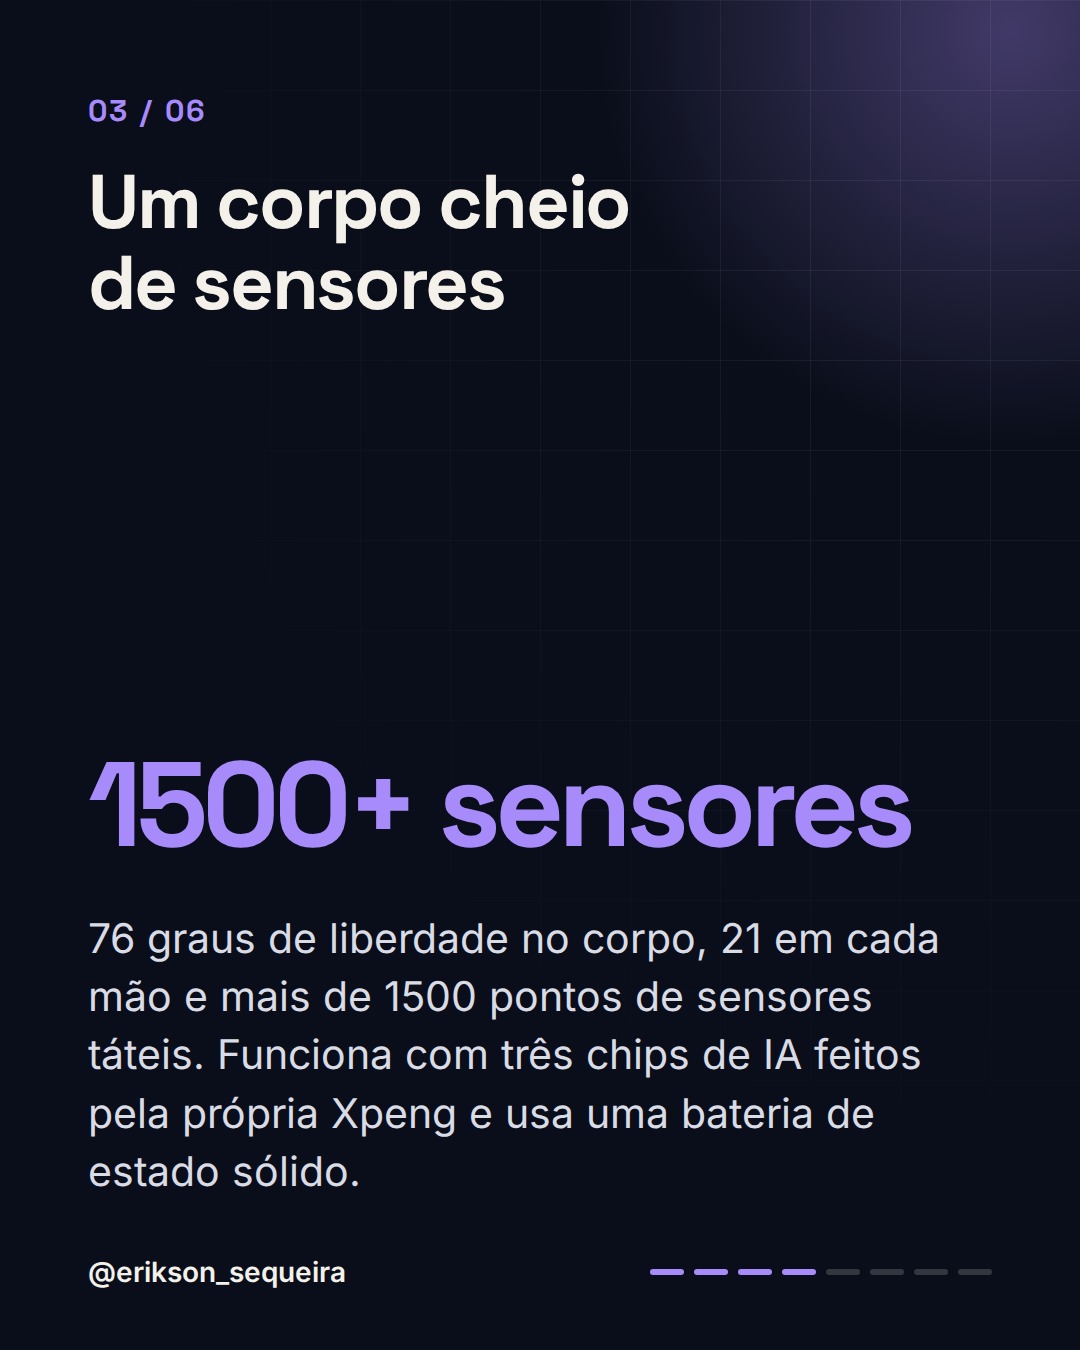 03 / 06
Um corpo cheio
de sensores
1500+ sensores
76 graus de liberdade no corpo, 21 em cada
mão e mais de 1500 pontos de sensores
táteis. Funciona com três chips de IA feitos
pela própria Xpeng e usa uma bateria de
estado sólido.
@erikson_sequeira